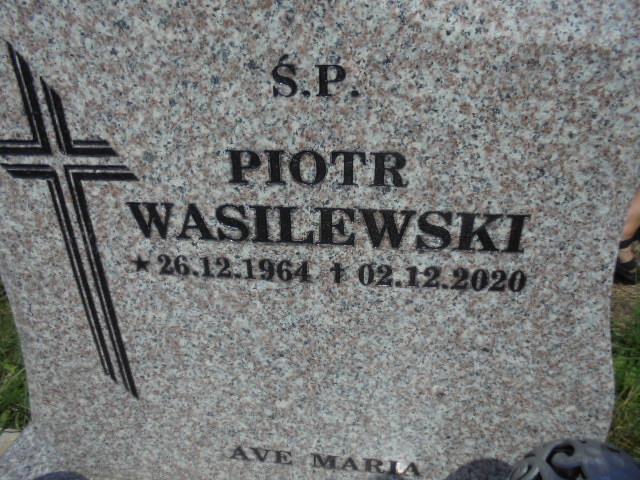 Ś.P.
PIOTR
WASILEWSKI
★ 26.12.1964 ✝ 02.12.2020
AVE MARIA